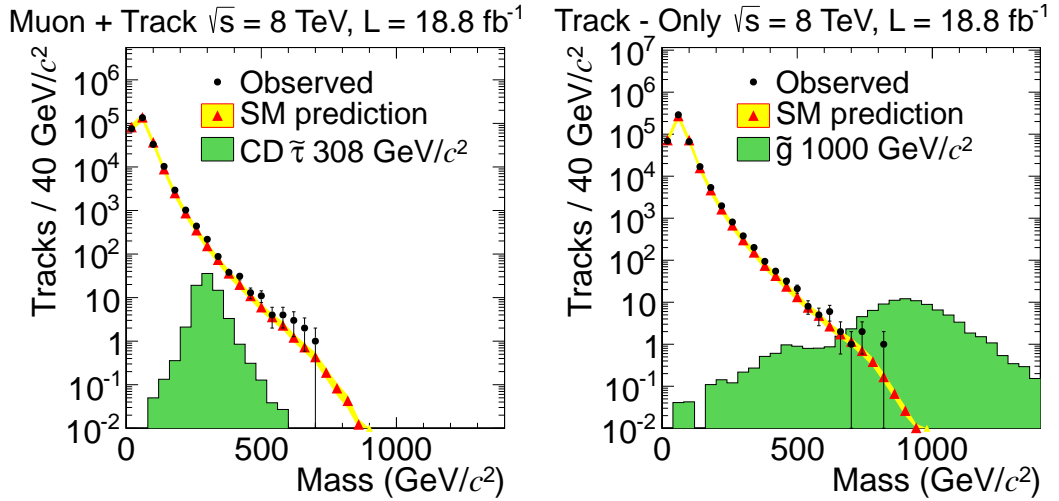 Muon + Track √s = 8 TeV, L = 18.8 fb⁻¹
Tracks / 40 GeV/c²
10⁶
10⁵
10⁴
10³
10²
10
1
10⁻¹
10⁻²
Observed
SM prediction
CD τ̃ 308 GeV/c²
0
500
1000
Mass (GeV/c²)
Track - Only √s = 8 TeV, L = 18.8 fb⁻¹
Tracks / 40 GeV/c²
10⁷
10⁶
10⁵
10⁴
10³
10²
10
1
10⁻¹
10⁻²
Observed
SM prediction
g̃ 1000 GeV/c²
0
500
1000
Mass (GeV/c²)